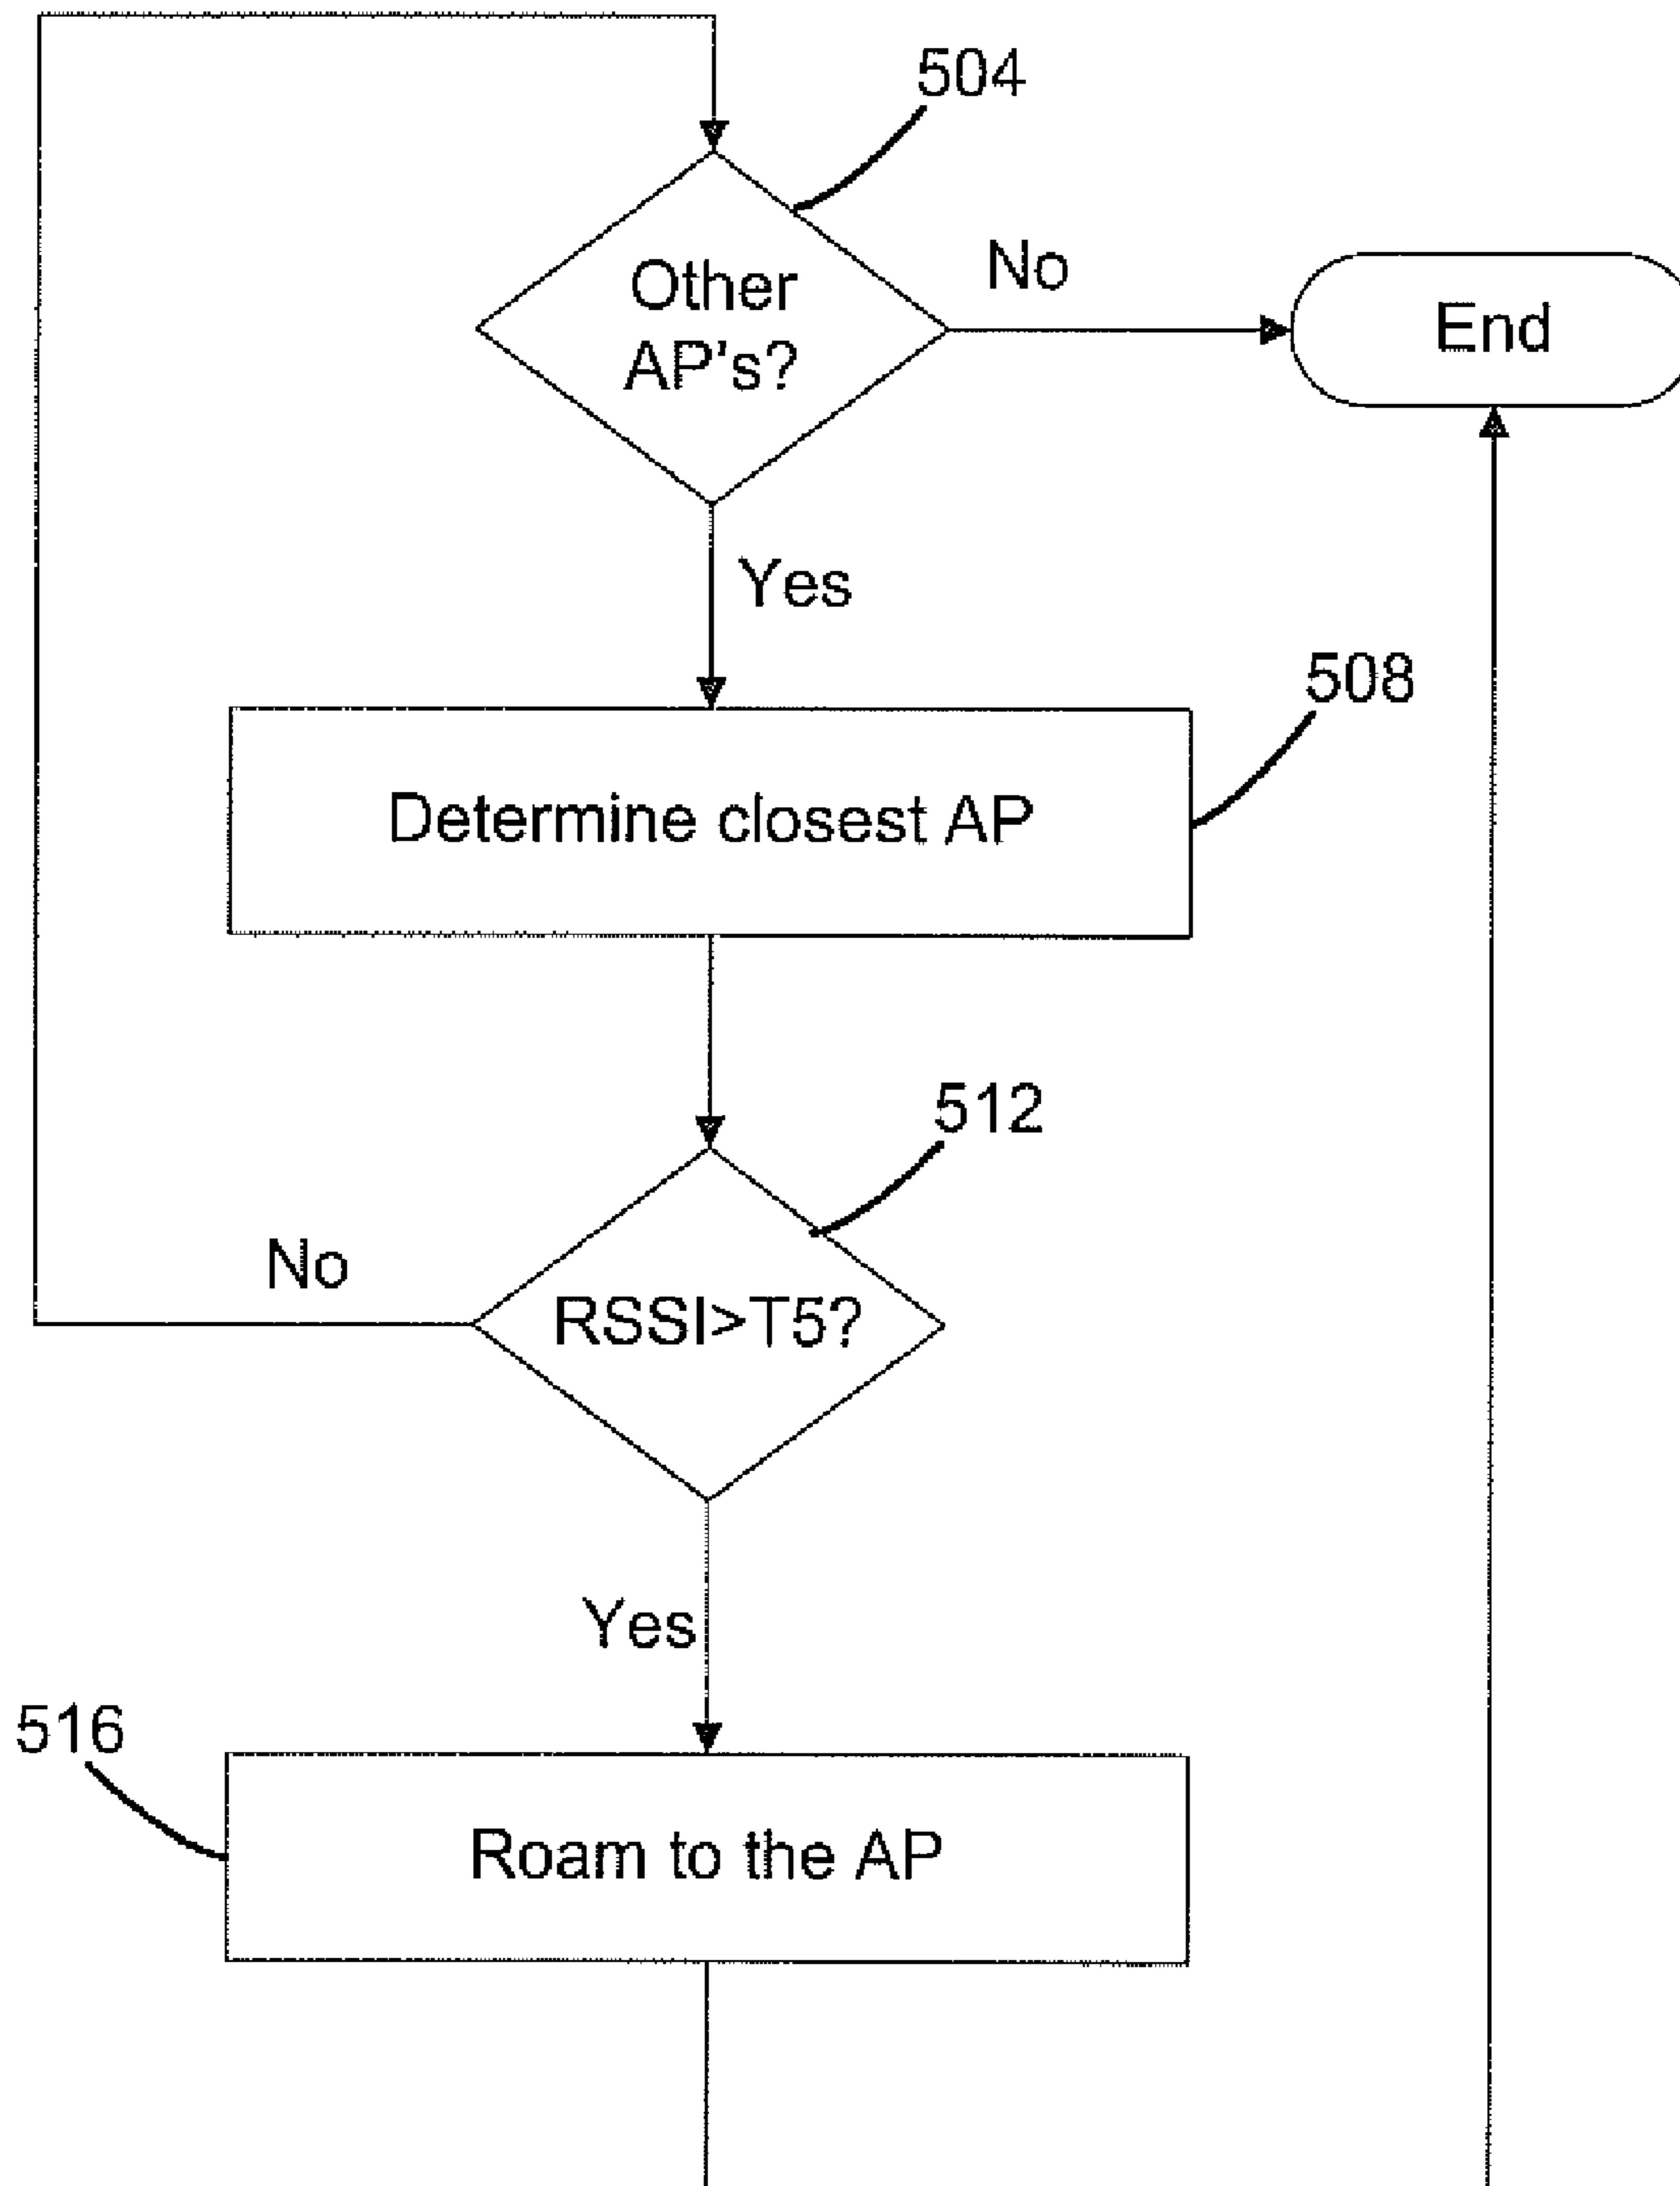 504
Other
AP's?
No
End
Yes
508
Determine closest AP
512
No
RSSI>T5?
Yes
516
Roam to the AP